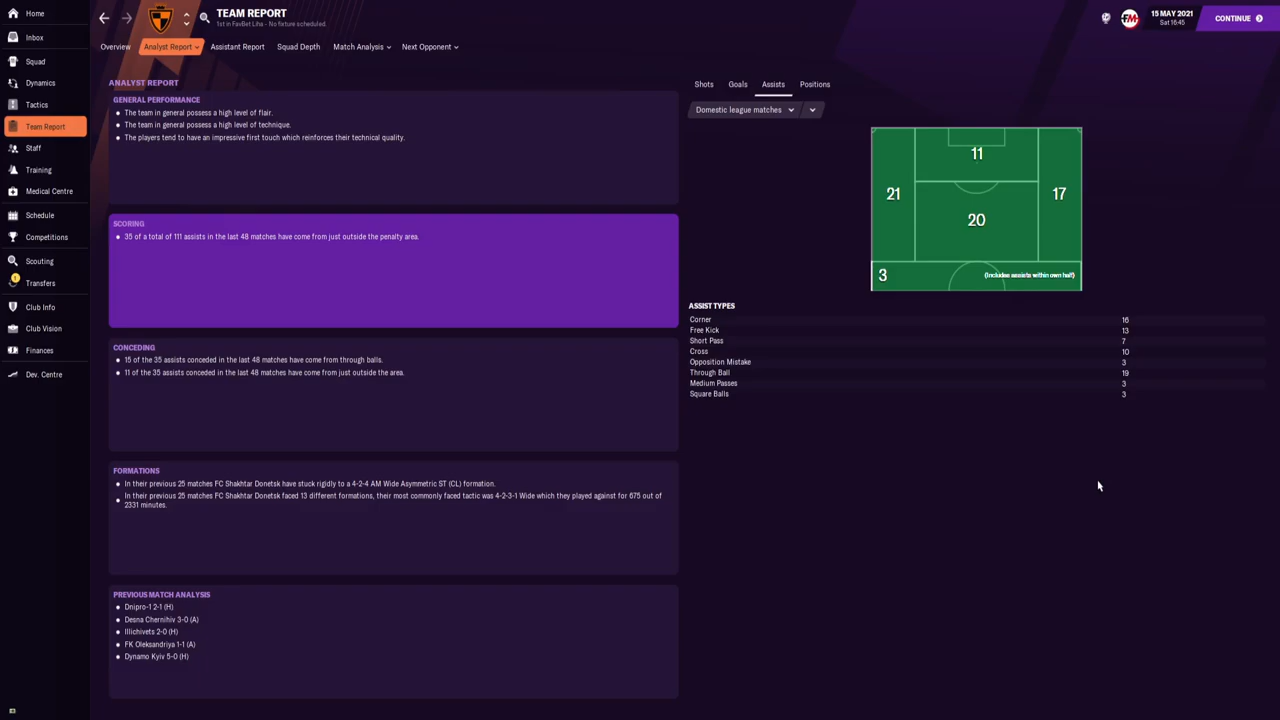 Home
Inbox
Squad
Dynamics
Tactics
Team Report
Staff
Training
Medical Centre
Schedule
Competitions
Scouting
1
Transfers
Club Info
Club Vision
Finances
Dev. Centre
TEAM REPORT
1st in FavBet Liha - No fixture scheduled.
FM
15 MAY 2021
Sat 16:45
CONTINUE
Overview
Analyst Report
Assistant Report
Squad Depth
Match Analysis
Next Opponent
ANALYST REPORT
GENERAL PERFORMANCE
The team in general possess a high level of flair.
The team in general possess a high level of technique.
The players tend to have an impressive first touch which reinforces their technical quality.
SCORING
35 of a total of 111 assists in the last 48 matches have come from just outside the penalty area.
CONCEDING
15 of the 35 assists conceded in the last 48 matches have come from through balls.
11 of the 35 assists conceded in the last 48 matches have come from just outside the area.
FORMATIONS
In their previous 25 matches FC Shakhtar Donetsk have stuck rigidly to a 4-2-4 AM Wide Asymmetric ST (CL) formation.
In their previous 25 matches FC Shakhtar Donetsk faced 13 different formations, their most commonly faced tactic was 4-2-3-1 Wide which they played against for 675 out of
2331 minutes.
PREVIOUS MATCH ANALYSIS
Dnipro-1 2-1 (H)
Desna Chernihiv 3-0 (A)
Illichivets 2-0 (H)
FK Oleksandriya 1-1 (A)
Dynamo Kyiv 5-0 (H)
Shots
Goals
Assists
Positions
Domestic league matches
11
21
17
20
3
(Includes assists within own half)
ASSIST TYPES
Corner 16
Free Kick 13
Short Pass 7
Cross 10
Opposition Mistake 3
Through Ball 19
Medium Passes 3
Square Balls 3